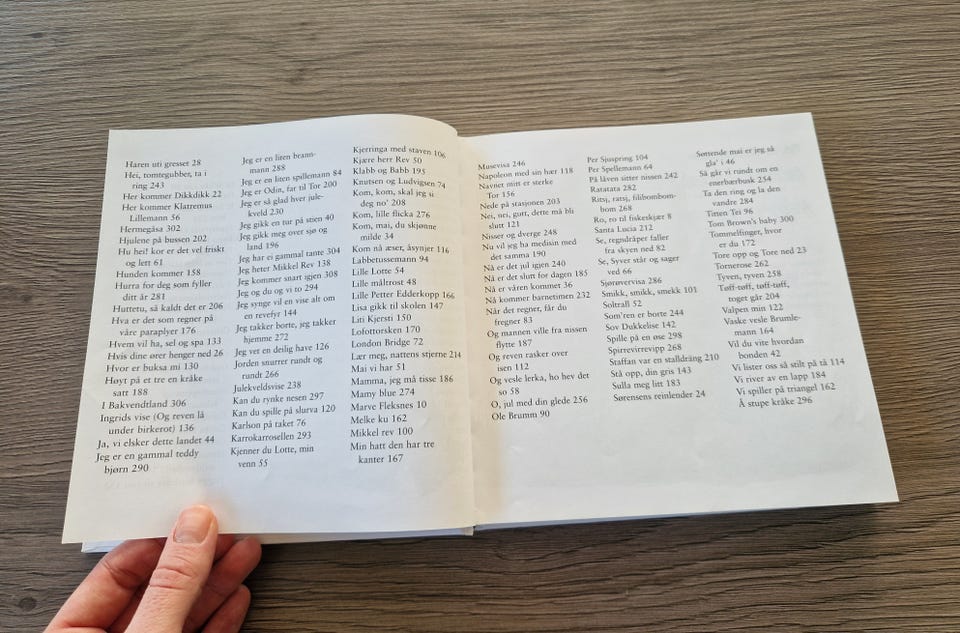 Haren uti gresset 28
Hei, tomtegubber, ta i
ring 243
Her kommer Dikkdikk 22
Her kommer Klatremus
Lillemann 56
Hermegåsa 302
Hjulene på bussen 202
Hu hei! kor er det vel friskt
og lett 61
Hunden kommer 158
Hurra for deg som fyller
ditt år 281
Huttetu, så kaldt det er 206
Hva er det som regner på
våre paraplyer 176
Hvem vil ha, sel og spa 133
Hvis dine ører henger ned 26
Hvor er buksa mi 130
Høyt på et tre en kråke
satt 188
I Bakvendtland 306
Ingrids vise (Og reven lå
under birkerot) 136
Ja, vi elsker dette landet 44
Jeg er en gammal teddy
bjørn 290
Jeg er en liten brann-
mann 288
Jeg er en liten spillemann 84
Jeg er Odin, far til Tor 200
Jeg er så glad hver jule-
kveld 230
Jeg gikk en tur på stien 40
Jeg gikk meg over sjø og
land 196
Jeg har ei gammal tante 304
Jeg heter Mikkel Rev 138
Jeg kommer snart igjen 308
Jeg og du og vi to 294
Jeg synge vil en vise alt om
en revefyr 144
Jeg takker borte, jeg takker
hjemme 272
Jeg vet en deilig have 126
Jorden snurrer rundt og
rundt 266
Julekveldsvise 238
Kan du rynke nesen 297
Kan du spille på slurva 120
Karlson på taket 76
Karrokarrosellen 293
Kjenner du Lotte, min
venn 55
Kjerringa med staven 106
Kjære herr Rev 50
Klabb og Babb 195
Knutsen og Ludvigsen 74
Kom, kom, skal jeg si
deg no' 208
Kom, lille flicka 276
Kom, mai, du skjønne
milde 34
Kom nå æser, åsynjer 116
Labbetussemann 94
Lille Lotte 54
Lille måltrost 48
Lille Petter Edderkopp 166
Lisa gikk til skolen 147
Liti Kjersti 150
Lofottorsken 170
London Bridge 72
Lær meg, nattens stjerne 214
Mai vi har 51
Mamma, jeg må tisse 186
Mamy blue 274
Marve Fleksnes 10
Melke ku 162
Mikkel rev 100
Min hatt den har tre
kanter 167
Musevisa 246
Napoleon med sin hær 118
Navnet mitt er sterke
Tor 156
Nede på stasjonen 203
Nei, nei, gutt, dette må bli
slutt 121
Nisser og dverge 248
Nu vil jeg ha medisin med
det samma 190
Nå er det jul igjen 240
Nå er det slut for dagen 185
Nå er våren kommet 36
Nå kommer barnetimen 232
Når det regner, får du
fregner 83
Og mannen ville fra nissen
flytte 187
Og reven rasker over
isen 112
Og vesle lerka, ho hev det
so 58
O, jul med din glede 256
Ole Brumm 90
Per Sjuspring 104
Per Spellemann 64
På låven sitter nissen 242
Ratatata 282
Ritsj, ratsj, filibombom-
bom 268
Ro, ro til fiskeskjær 8
Santa Lucia 212
Se, regndråper faller
fra skyen ned 82
Se, Syver står og sager
ved 66
Sjørøvervisa 286
Smikk, smikk, smekk 101
Soltrall 52
Som'ren er borte 244
Sov Dukkelise 142
Spille på en øse 298
Spirrevirrevipp 268
Staffan var en stalldräng 210
Stå opp, din gris 143
Sulla meg litt 183
Sørensens reinlender 24
Søttende mai er jeg så
gla' i 46
Så går vi rundt om en
enerbærbusk 254
Ta den ring og la den
vandre 284
Titten Tei 96
Tom Brown's baby 300
Tommelfinger, hvor
er du 172
Tore opp og Tore ned 23
Tornerose 262
Tyven, tyven 258
Tøff-tøff, tøff-tøff,
toget går 204
Valpen min 122
Vaske vesle Brumle-
mann 164
Vil du vite hvordan
bonden 42
Vi lister oss så stilt på tå 114
Vi river av en lapp 184
Vi spiller på triangel 162
Å stupe kråke 296